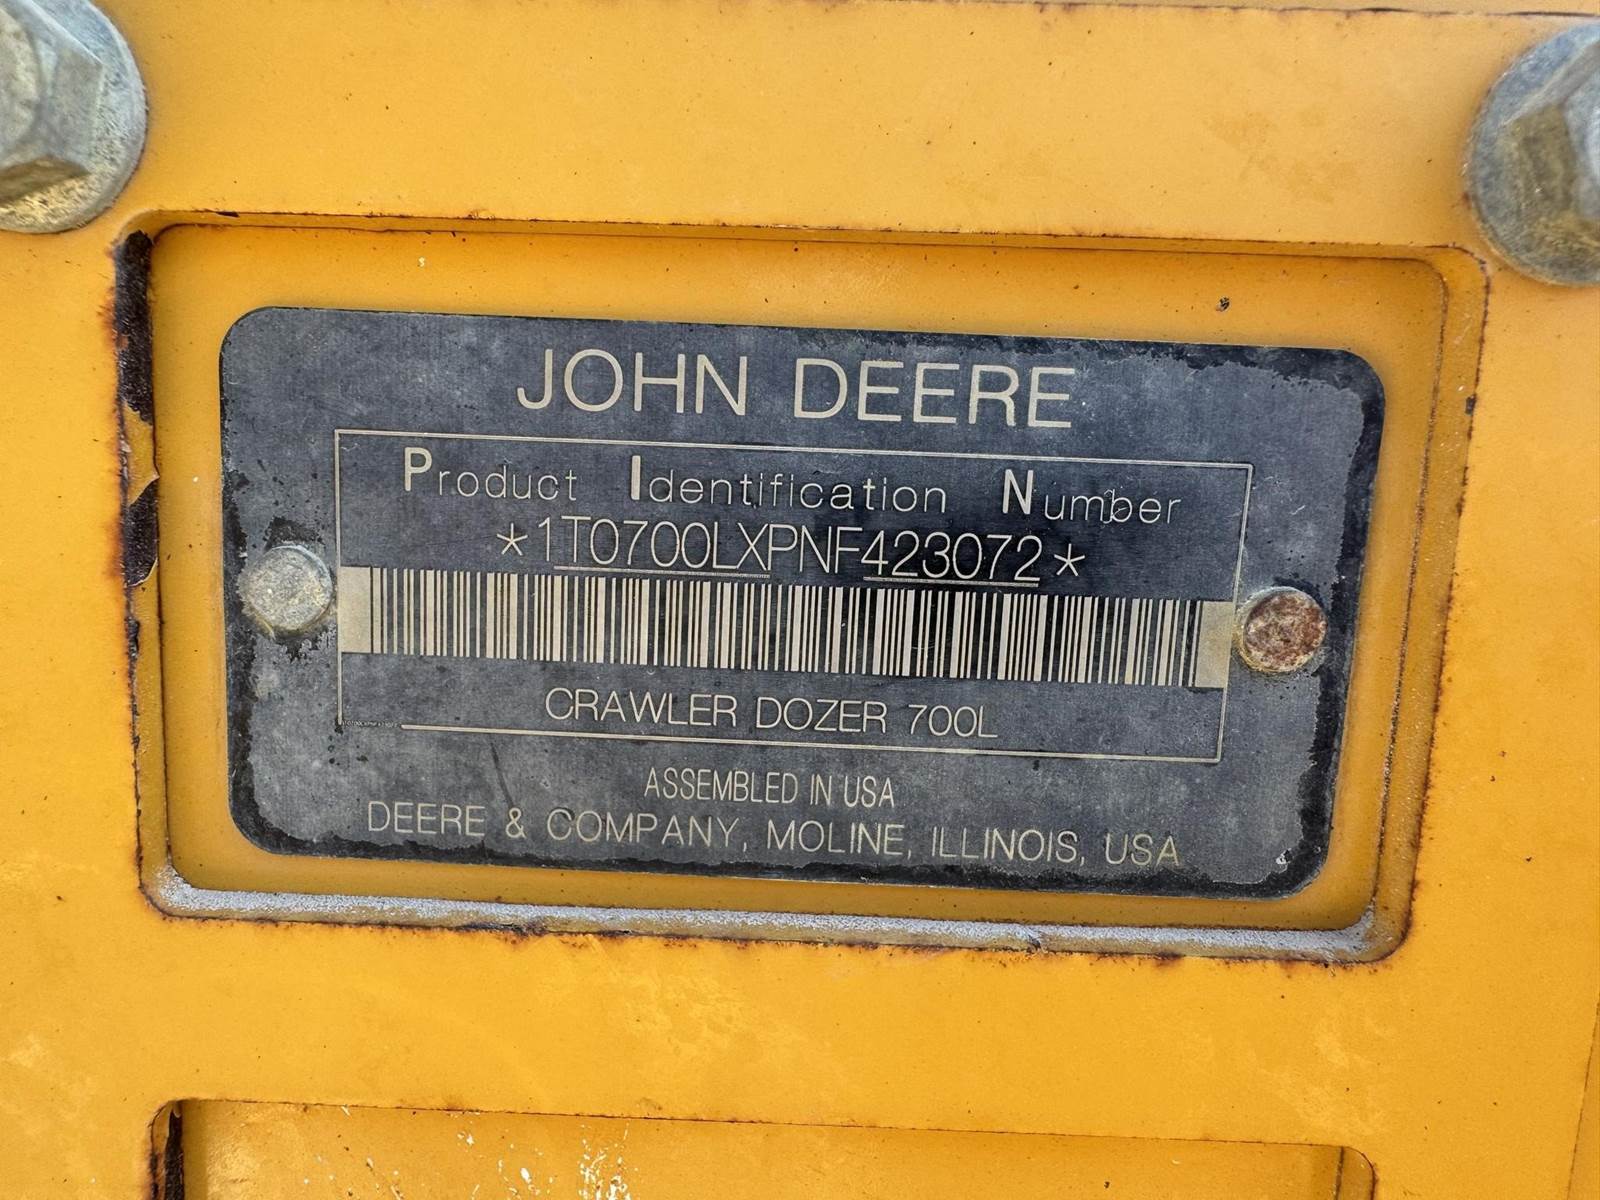 JOHN DEERE
Product Identification Number
*1T0700LXPNF423072*
CRAWLER DOZER 700L
ASSEMBLED IN USA
DEERE & COMPANY, MOLINE, ILLINOIS, USA